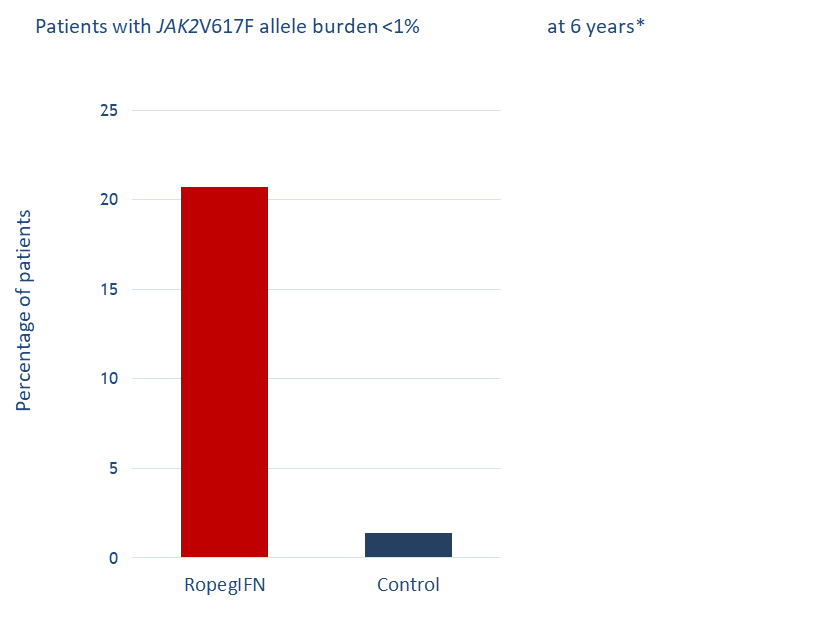 Patients with JAK2V617F allele burden <1% at 6 years*
25
20
15
10
5
0
Percentage of patients
RopegIFN Control